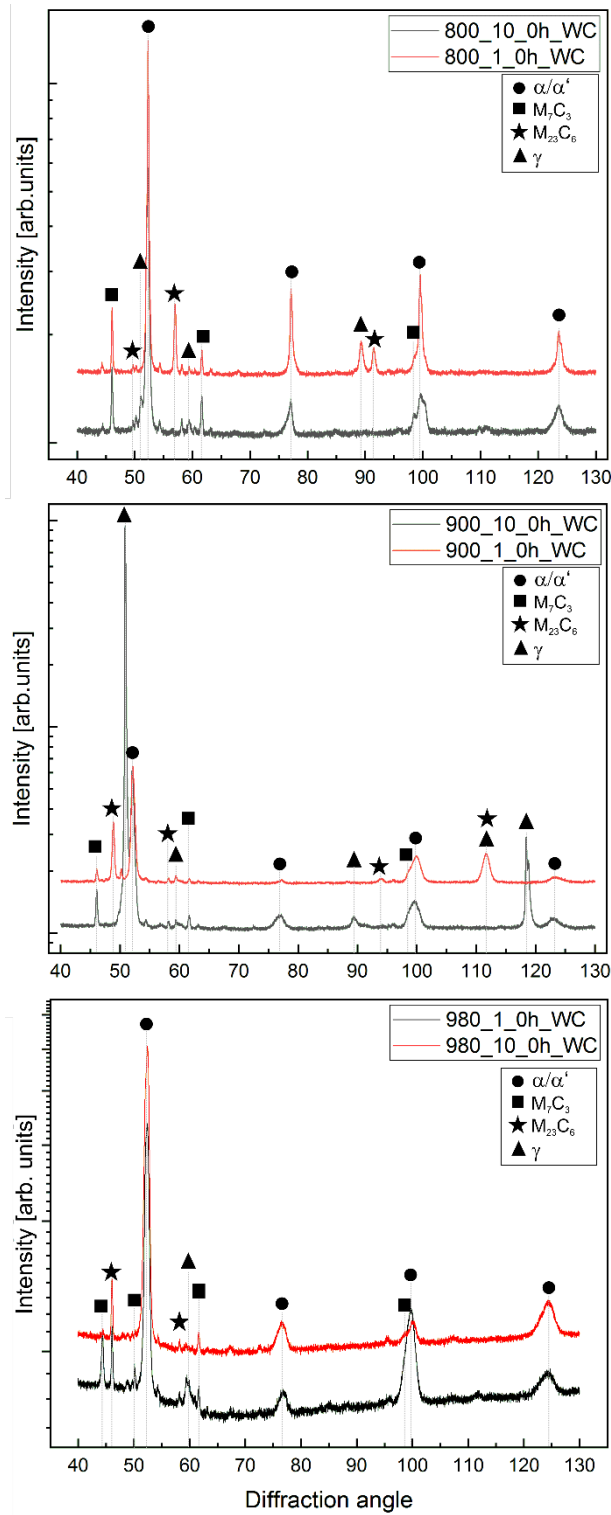 800_10_0h_WC
800_1_0h_WC
α/α‘
M₇C₃
M₂₃C₆
γ
Intensity [arb.units]
40 50 60 70 80 90 100 110 120 130
900_10_0h_WC
900_1_0h_WC
α/α‘
M₇C₃
M₂₃C₆
γ
Intensity [arb.units]
40 50 60 70 80 90 100 110 120 130
980_1_0h_WC
980_10_0h_WC
α/α‘
M₇C₃
M₂₃C₆
γ
Intensity [arb. units]
40 50 60 70 80 90 100 110 120 130
Diffraction angle